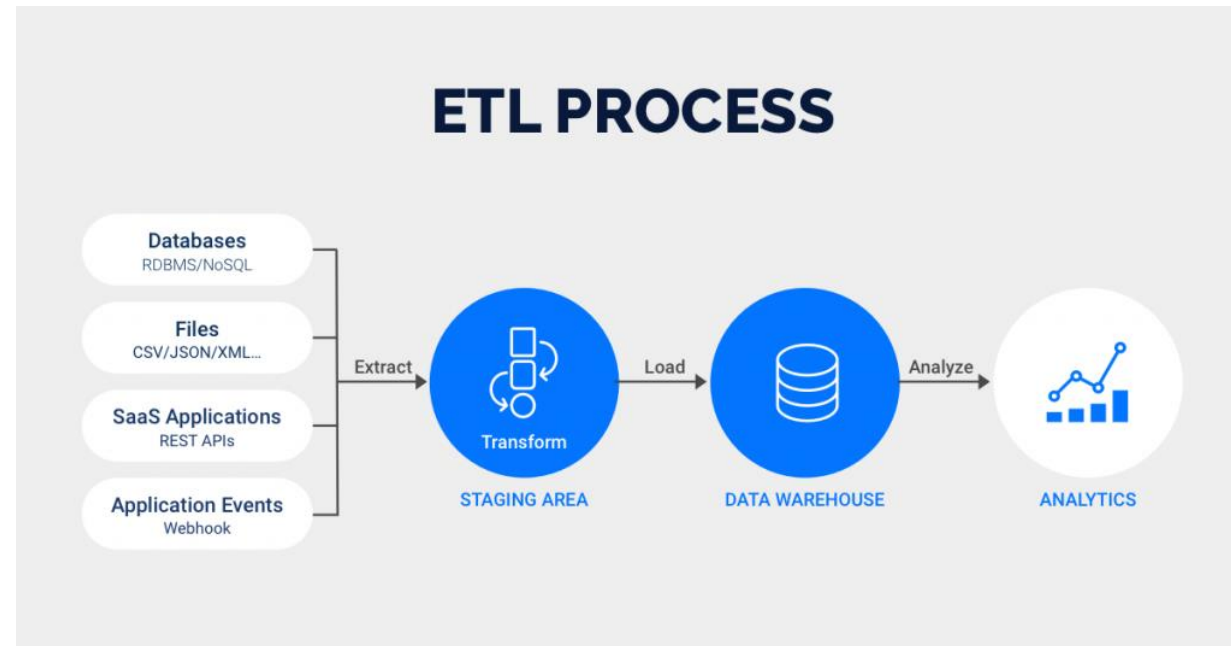 ETL PROCESS
Databases
RDBMS/NoSQL
Files
CSV/JSON/XML...
SaaS Applications
REST APIs
Application Events
Webhook
Extract
Transform
STAGING AREA
Load
DATA WAREHOUSE
Analyze
ANALYTICS